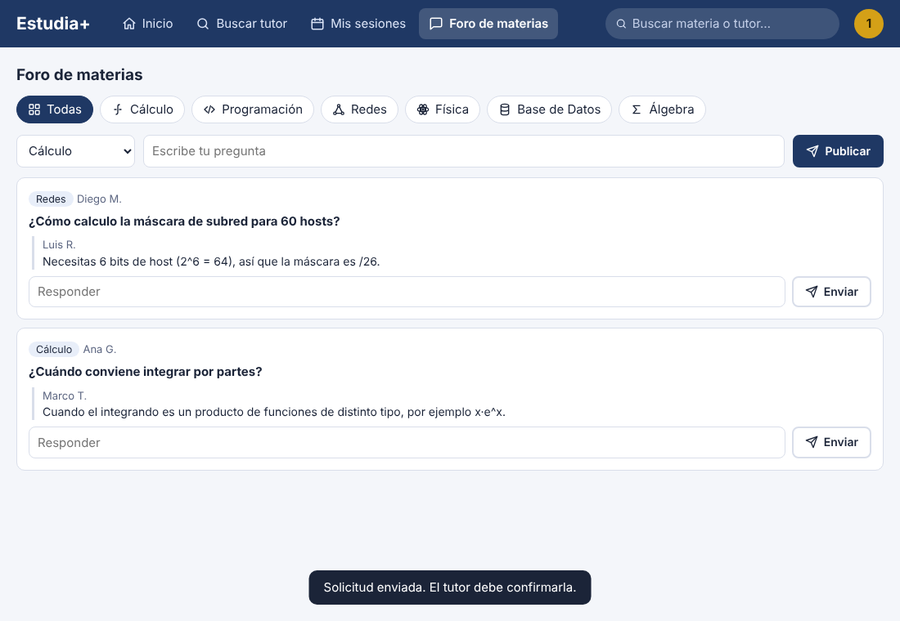 Estudia+ Inicio Buscar tutor Mis sesiones Foro de materias Buscar materia o tutor... 1
Foro de materias
Todas Cálculo Programación Redes Física Base de Datos Álgebra
Cálculo Escribe tu pregunta Publicar
Redes Diego M.
¿Cómo calculo la máscara de subred para 60 hosts?
Luis R.
Necesitas 6 bits de host (2^6 = 64), así que la máscara es /26.
Responder Enviar
Cálculo Ana G.
¿Cuándo conviene integrar por partes?
Marco T.
Cuando el integrando es un producto de funciones de distinto tipo, por ejemplo x·e^x.
Responder Enviar
Solicitud enviada. El tutor debe confirmarla.